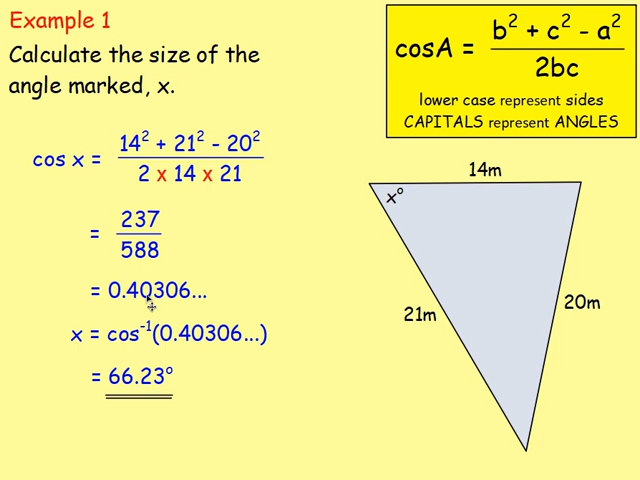 Example 1
Calculate the size of the
angle marked, x.
cosA = b² + c² - a² / 2bc
lower case represent sides
CAPITALS represent ANGLES
cos x = 14² + 21² - 20² / 2 x 14 x 21
= 237 / 588
= 0.40306...
x = cos⁻¹(0.40306...)
= 66.23°
14m
x°
21m
20m